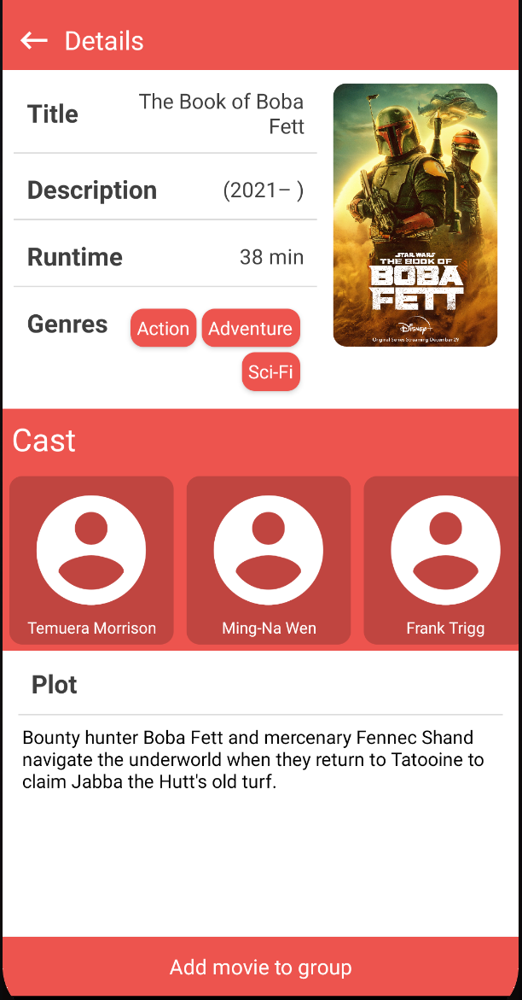 Details
Title
The Book of Boba
Fett
Description
(2021– )
Runtime
38 min
Genres
Action
Adventure
Sci-Fi
STAR WARS
THE BOOK OF
BOBA
FETT
Disney+
Original Series Streaming December 29
Cast
Temuera Morrison
Ming-Na Wen
Frank Trigg
Plot
Bounty hunter Boba Fett and mercenary Fennec Shand
navigate the underworld when they return to Tatooine to
claim Jabba the Hutt's old turf.
Add movie to group